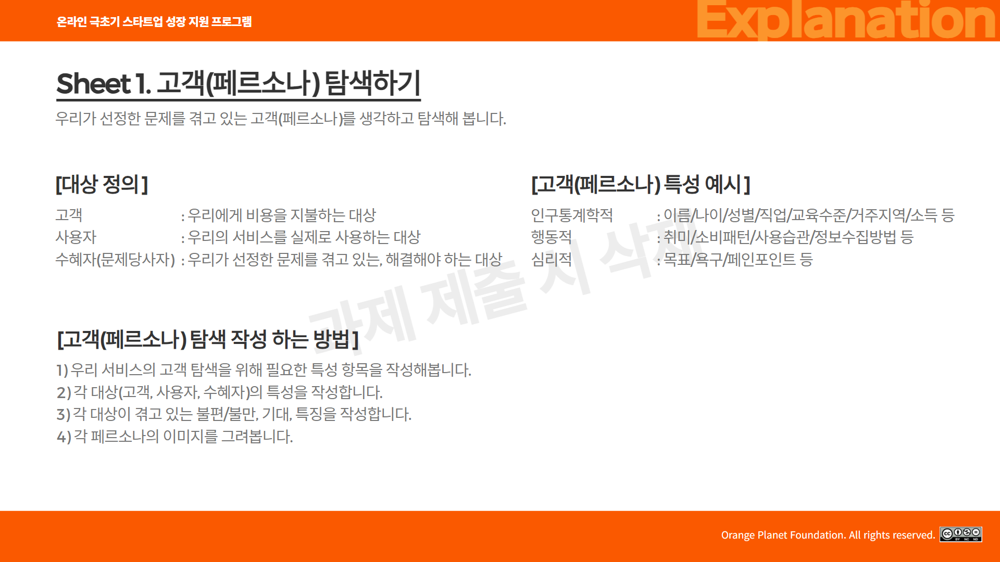 온라인 극초기 스타트업 성장 지원 프로그램
Explanation
Sheet 1. 고객(페르소나) 탐색하기
우리가 선정한 문제를 겪고 있는 고객(페르소나)를 생각하고 탐색해 봅니다.
[대상 정의]
고객 : 우리에게 비용을 지불하는 대상
사용자 : 우리의 서비스를 실제로 사용하는 대상
수혜자(문제당사자) : 우리가 선정한 문제를 겪고 있는, 해결해야 하는 대상
[고객(페르소나) 특성 예시]
인구통계학적 : 이름/나이/성별/직업/교육수준/거주지역/소득 등
행동적 : 취미/소비패턴/사용습관/정보수집방법 등
심리적 : 목표/욕구/페인포인트 등
과제 제출 시 삭제
[고객(페르소나) 탐색 작성 하는 방법]
1) 우리 서비스의 고객 탐색을 위해 필요한 특성 항목을 작성해봅니다.
2) 각 대상(고객, 사용자, 수혜자)의 특성을 작성합니다.
3) 각 대상이 겪고 있는 불편/불만, 기대, 특징을 작성합니다.
4) 각 페르소나의 이미지를 그려봅니다.
Orange Planet Foundation. All rights reserved.
cc BY NC ND